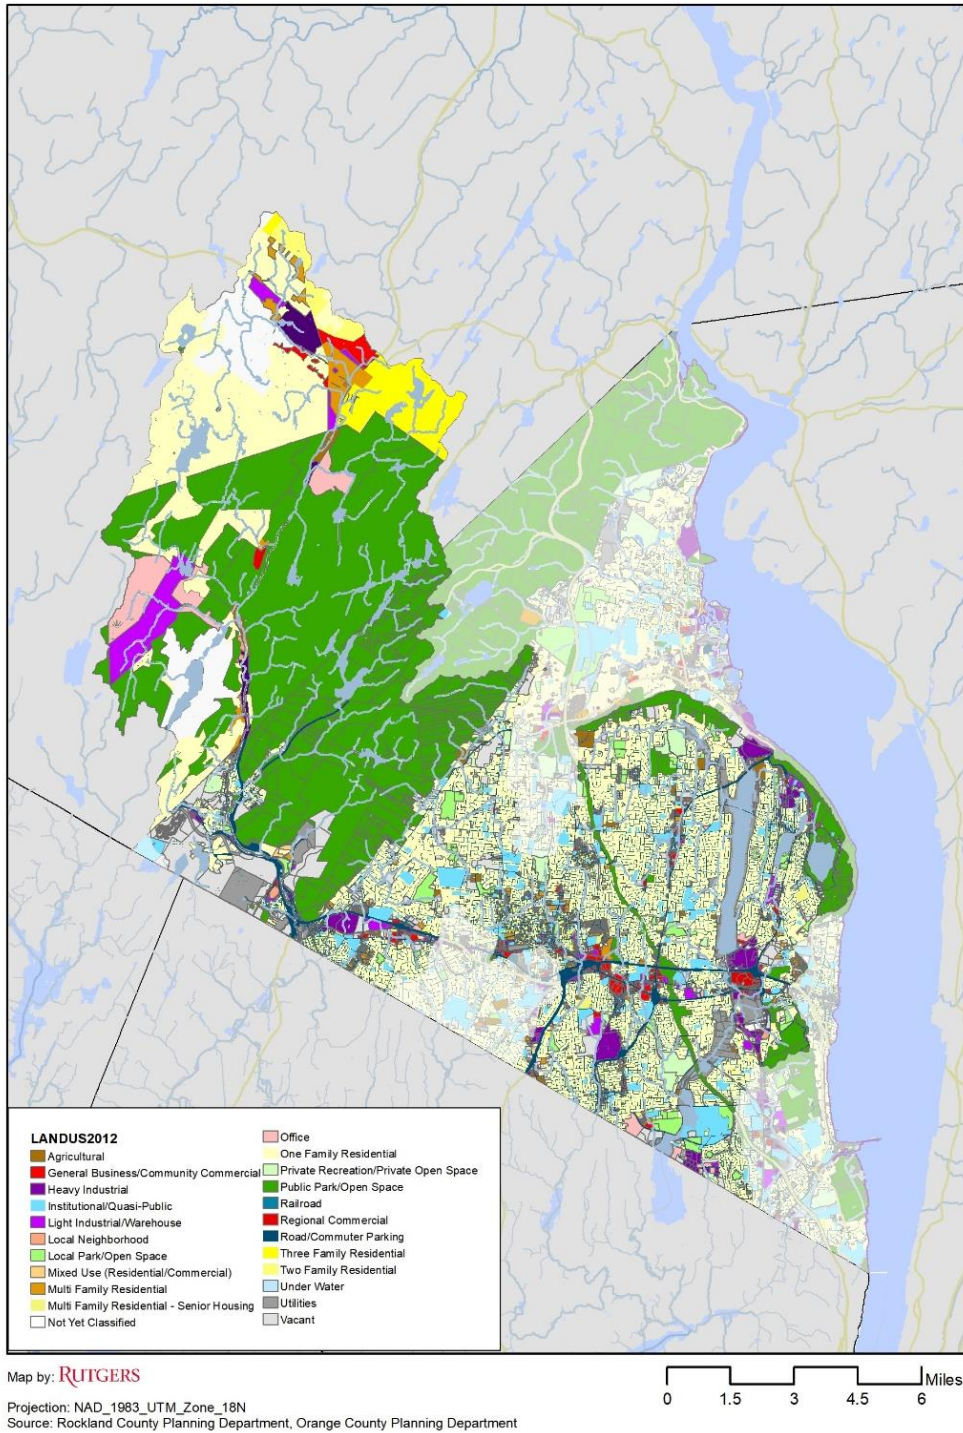 LANDUS2012
Agricultural
General Business/Community Commercial
Heavy Industrial
Institutional/Quasi-Public
Light Industrial/Warehouse
Local Neighborhood
Local Park/Open Space
Mixed Use (Residential/Commercial)
Multi Family Residential
Multi Family Residential - Senior Housing
Not Yet Classified
Office
One Family Residential
Private Recreation/Private Open Space
Public Park/Open Space
Railroad
Regional Commercial
Road/Commuter Parking
Three Family Residential
Two Family Residential
Under Water
Utilities
Vacant
Map by: RUTGERS
Projection: NAD_1983_UTM_Zone_18N
Source: Rockland County Planning Department, Orange County Planning Department
Miles
0 1.5 3 4.5 6